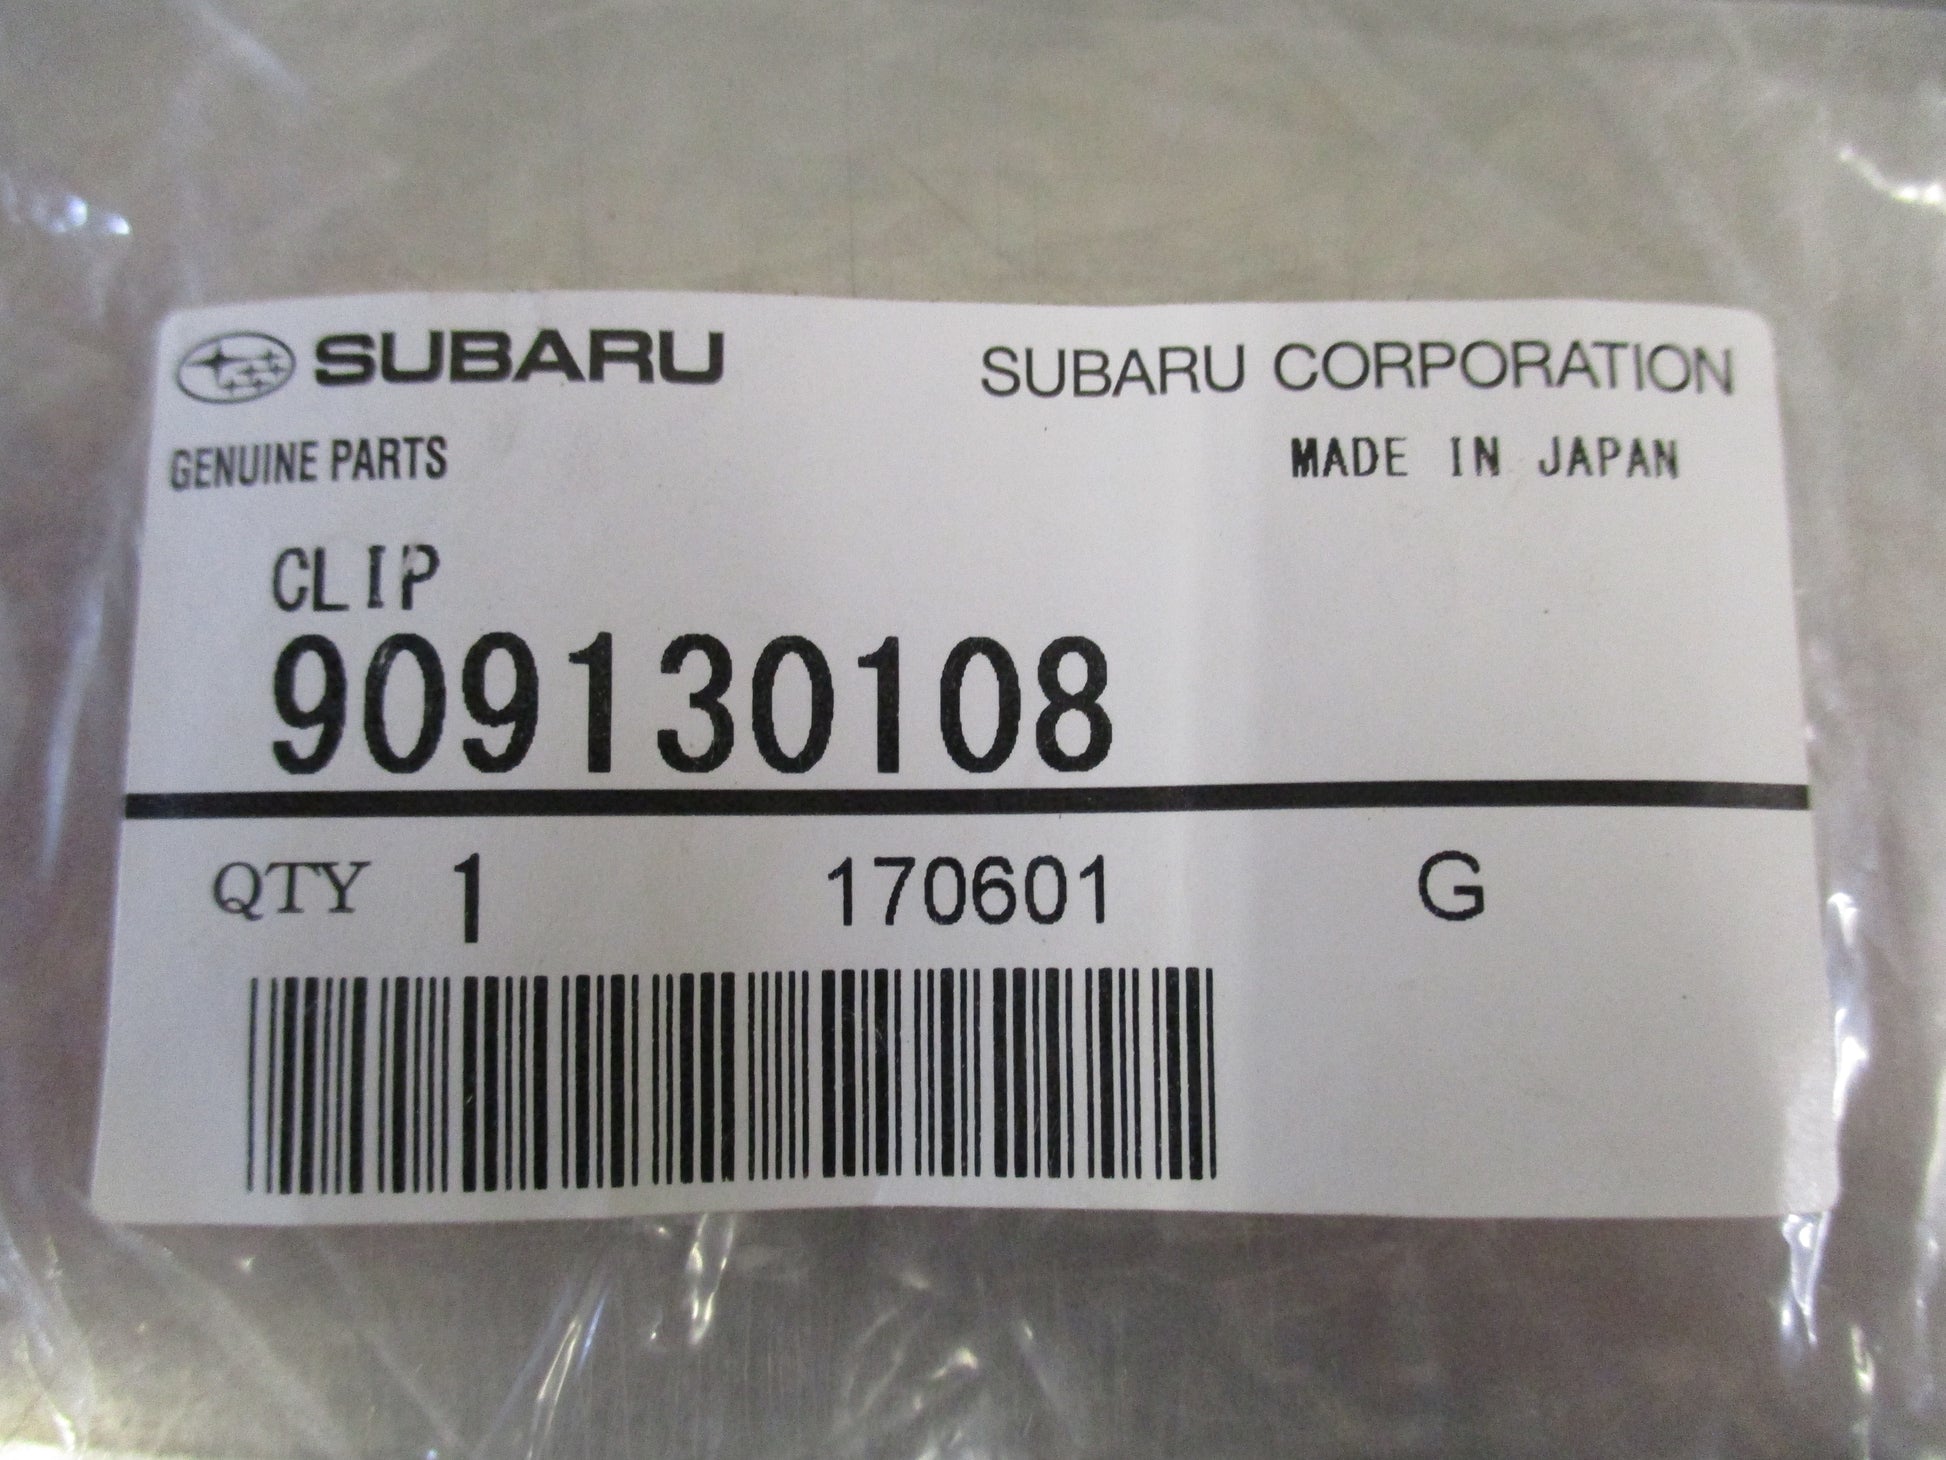 SUBARU SUBARU CORPORATION
GENUINE PARTS MADE IN JAPAN
CLIP
909130108
QTY 1 170601 G